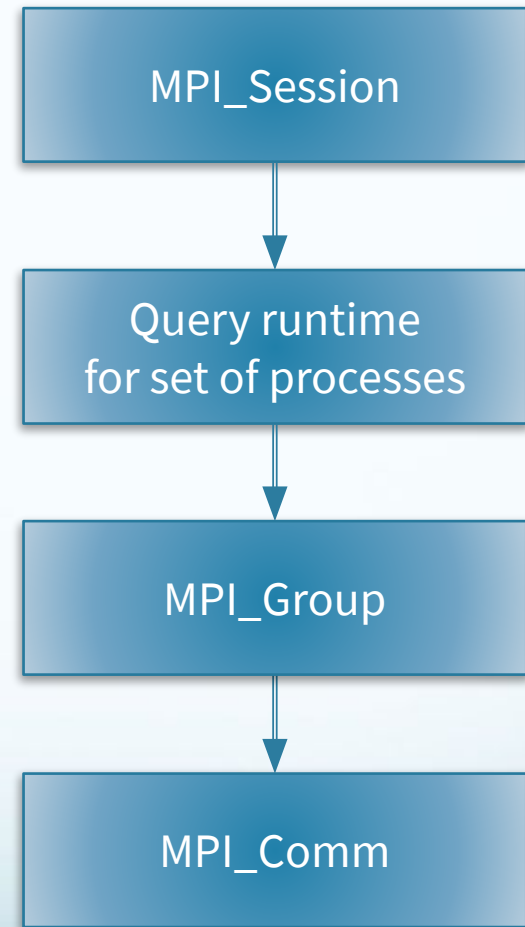 MPI_Session
Query runtime
for set of processes
MPI_Group
MPI_Comm